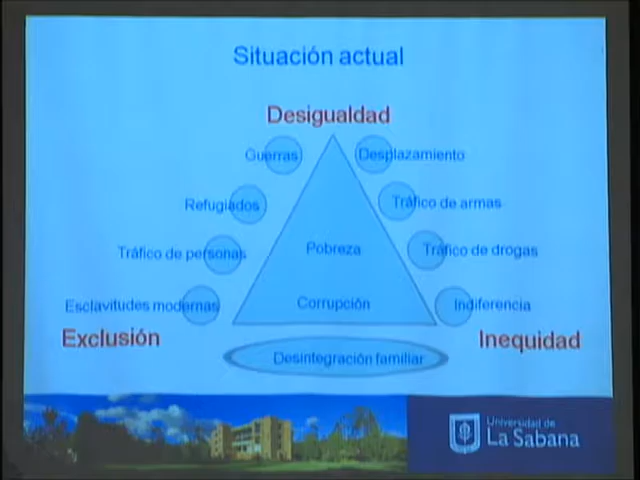 Situación actual
Desigualdad
Guerras
Desplazamiento
Refugiados
Tráfico de armas
Tráfico de personas
Pobreza
Tráfico de drogas
Esclavitudes modernas
Corrupción
Indiferencia
Exclusión
Inequidad
Desintegración familiar
Universidad de
La Sabana